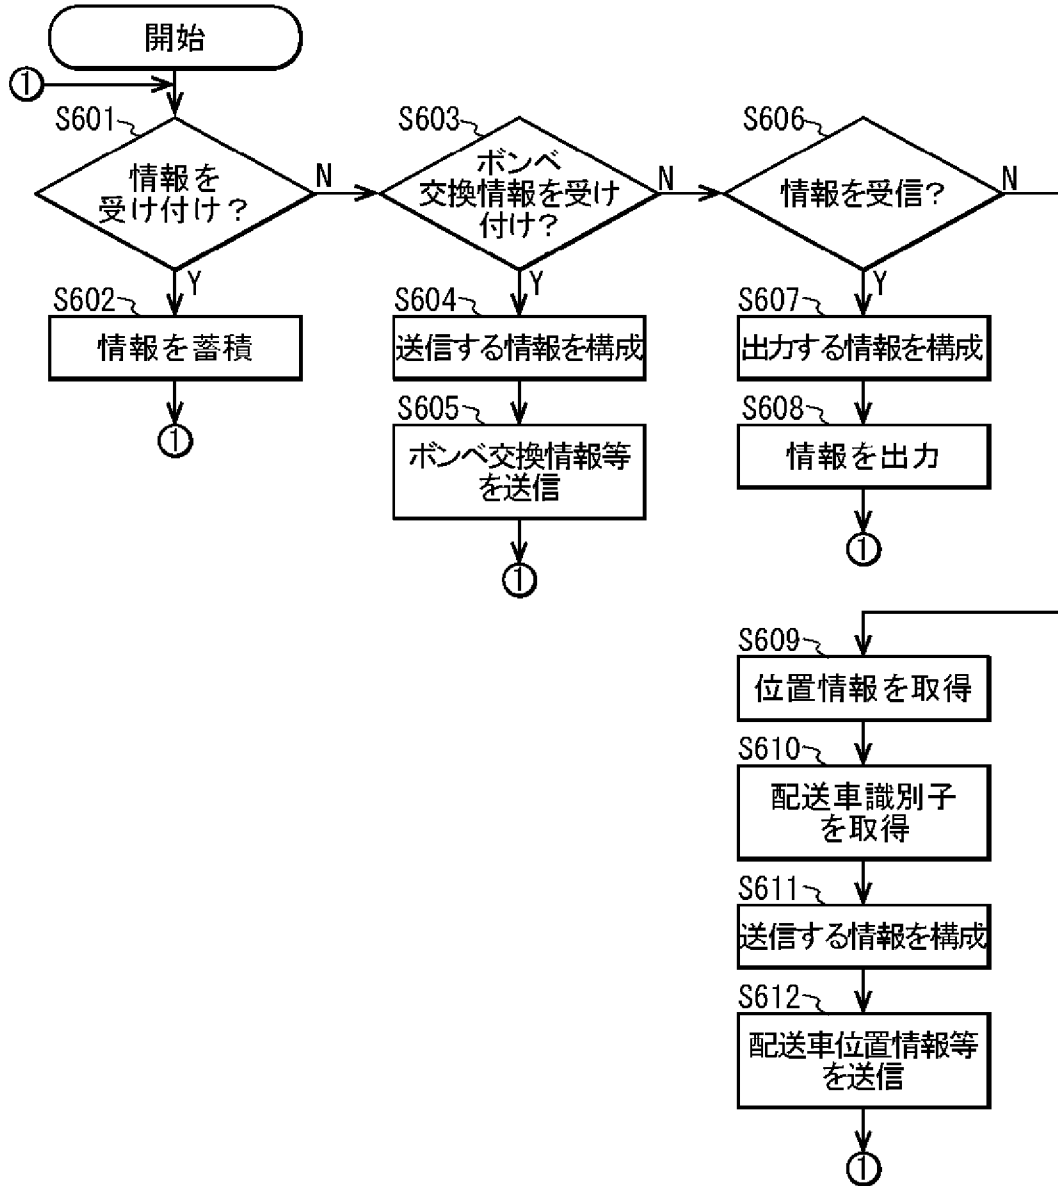 開始
①
S601
情報を
受け付け?
N
Y
S602
情報を蓄積
①
S603
ボンベ
交換情報を受け
付け?
N
Y
S604
送信する情報を構成
S605
ボンベ交換情報等
を送信
①
S606
情報を受信?
N
Y
S607
出力する情報を構成
S608
情報を出力
①
S609
位置情報を取得
S610
配送車識別子
を取得
S611
送信する情報を構成
S612
配送車位置情報等
を送信
①